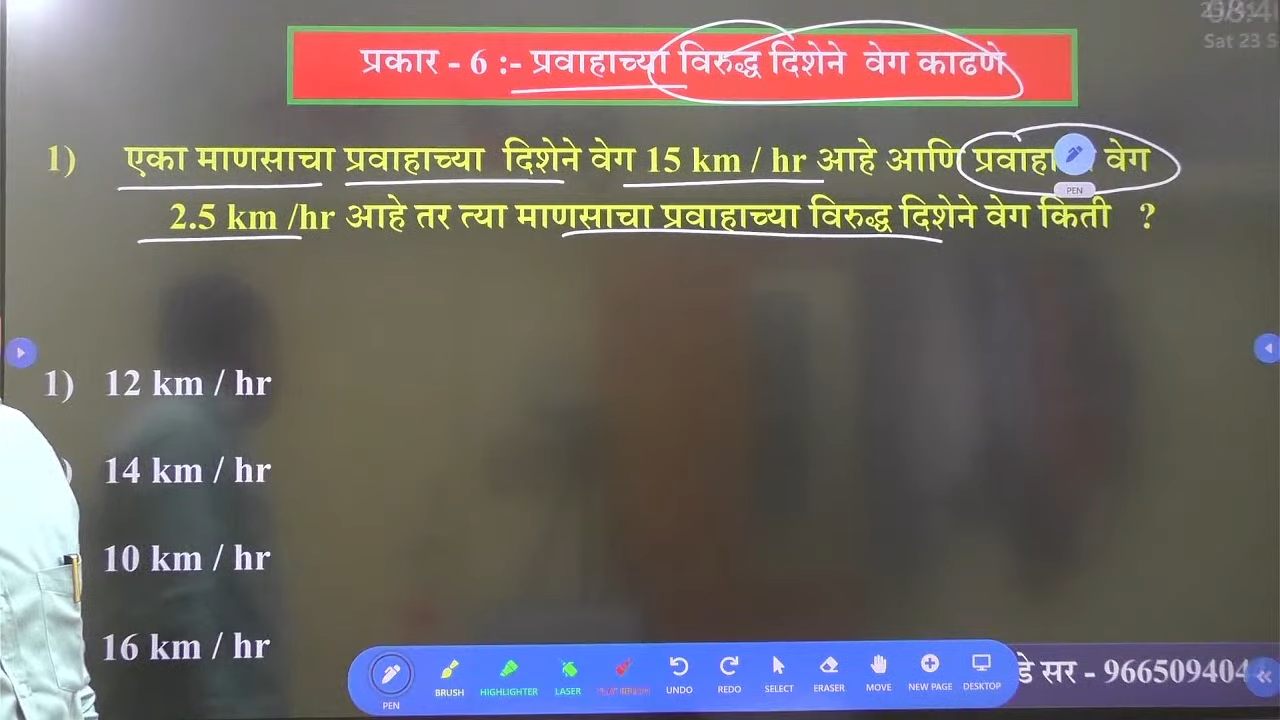 Sat 23 S
प्रकार - 6 :- प्रवाहाच्या विरुद्ध दिशेने वेग काढणे
1) एका माणसाचा प्रवाहाच्या दिशेने वेग 15 km / hr आहे आणि वेग
PEN
2.5 km /hr आहे तर त्या माणसाचा प्रवाहाच्या विरुद्ध दिशेने वेग किती ?
1) 12 km / hr
14 km / hr
10 km / hr
16 km / hr
PEN BRUSH HIGHLIGHTER LASER UNDO REDO SELECT ERASER MOVE NEW PAGE DESKTOP
डे सर - 966509404